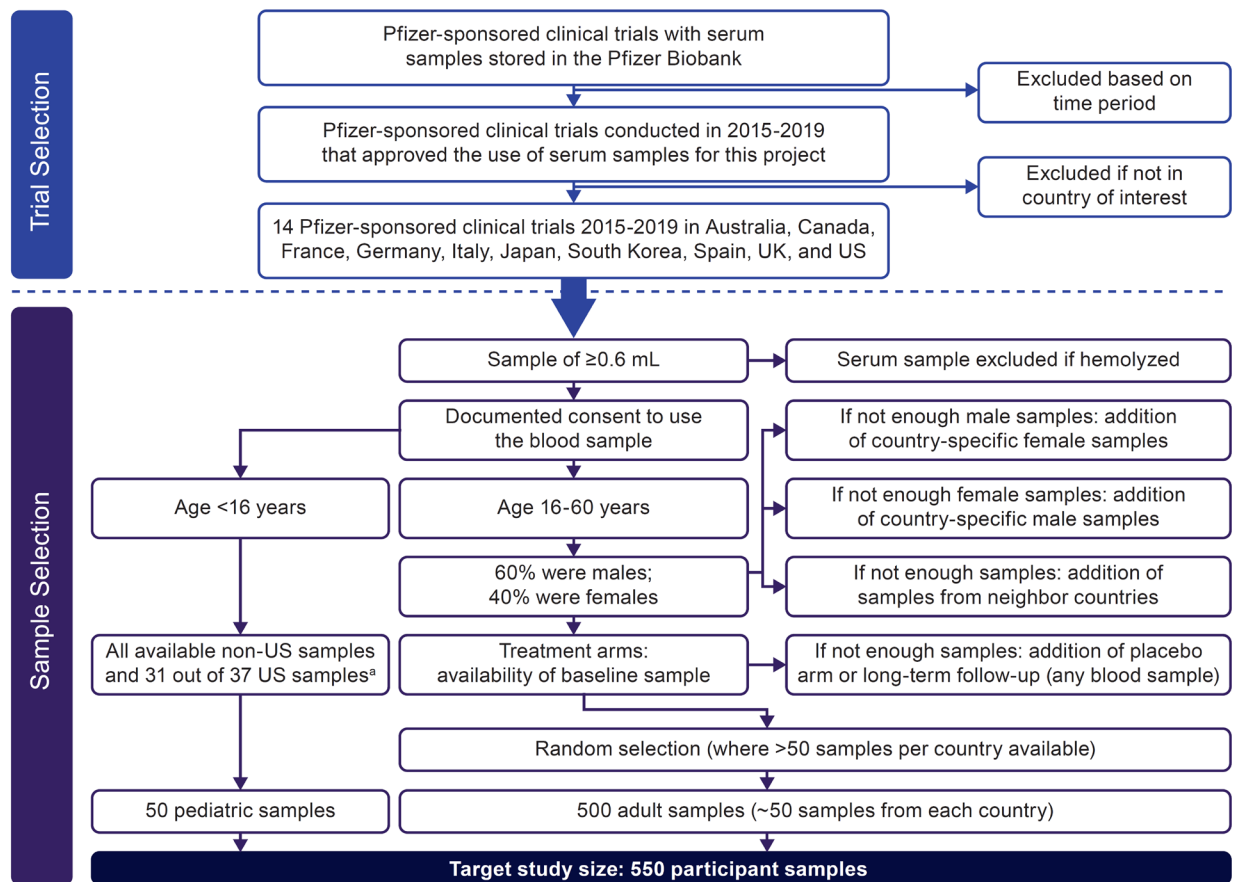 Trial Selection
Pfizer-sponsored clinical trials with serum
samples stored in the Pfizer Biobank
Excluded based on
time period
Pfizer-sponsored clinical trials conducted in 2015-2019
that approved the use of serum samples for this project
Excluded if not in
country of interest
14 Pfizer-sponsored clinical trials 2015-2019 in Australia, Canada,
France, Germany, Italy, Japan, South Korea, Spain, UK, and US
Sample Selection
Sample of ≥0.6 mL
Serum sample excluded if hemolyzed
Documented consent to use
the blood sample
If not enough male samples: addition
of country-specific female samples
Age <16 years
Age 16-60 years
If not enough female samples: addition
of country-specific male samples
60% were males;
40% were females
If not enough samples: addition of
samples from neighbor countries
All available non-US samples
and 31 out of 37 US samplesᵃ
Treatment arms:
availability of baseline sample
If not enough samples: addition of placebo
arm or long-term follow-up (any blood sample)
Random selection (where >50 samples per country available)
50 pediatric samples
500 adult samples (~50 samples from each country)
Target study size: 550 participant samples